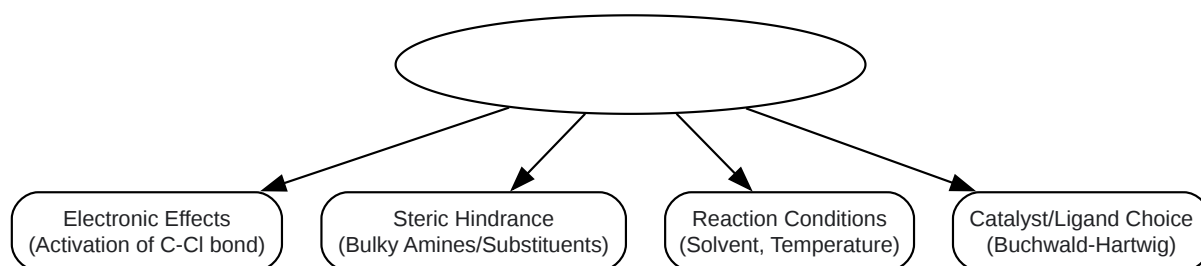 Electronic Effects
(Activation of C-Cl bond)
Steric Hindrance
(Bulky Amines/Substituents)
Reaction Conditions
(Solvent, Temperature)
Catalyst/Ligand Choice
(Buchwald-Hartwig)